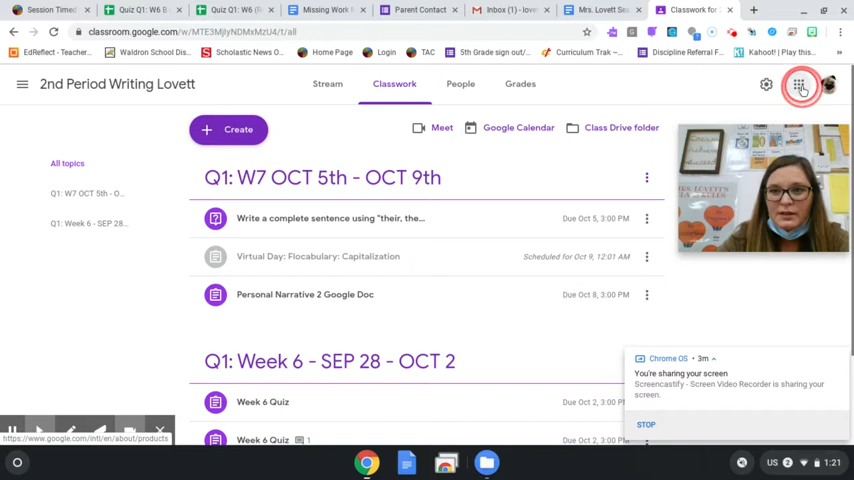 Session Timed
Quiz Q1: W6 B
Quiz Q1: W6 (R
Missing Work M
Parent Contact
Inbox (1) - love
Mrs. Lovett Se
Classwork for 2
classroom.google.com/w/MTE3MjIyNDMxMzU4/t/all
EdReflect - Teacher...
Waldron School Dis...
Scholastic News O...
Home Page
Login
TAC
5th Grade sign out/...
Curriculum Trak –...
Discipline Referral F...
Kahoot! | Play this...
2nd Period Writing Lovett
Stream
Classwork
People
Grades
Create
Meet
Google Calendar
Class Drive folder
All topics
Q1: W7 OCT 5th - O...
Q1: Week 6 - SEP 28...
Q1: W7 OCT 5th - OCT 9th
Write a complete sentence using "their, the...
Due Oct 5, 3:00 PM
Virtual Day: Flocabulary: Capitalization
Scheduled for Oct 9, 12:01 AM
Personal Narrative 2 Google Doc
Due Oct 8, 3:00 PM
MRS. LOVETT'S
RULES
Q1: Week 6 - SEP 28 - OCT 2
Week 6 Quiz
Due Oct 2, 3:00 PM
Week 6 Quiz
1
Due Oct 2, 3:00 PM
Chrome OS • 3m
You're sharing your screen
Screencastify - Screen Video Recorder is sharing your
screen.
STOP
https://www.google.com/intl/en/about/products
US
2
1:21